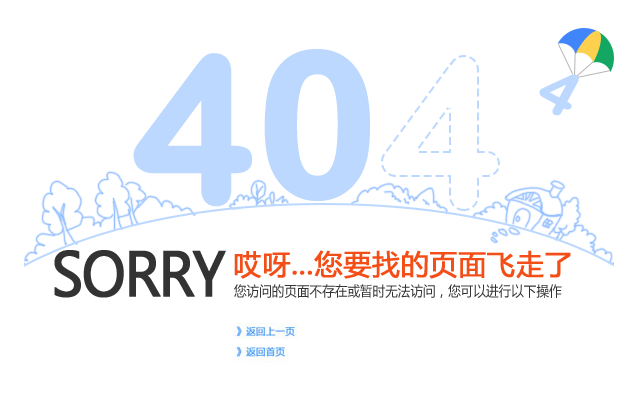 404
4
SORRY 哎呀...您要找的页面飞走了
您访问的页面不存在或暂时无法访问，您可以进行以下操作
》返回上一页
》返回首页